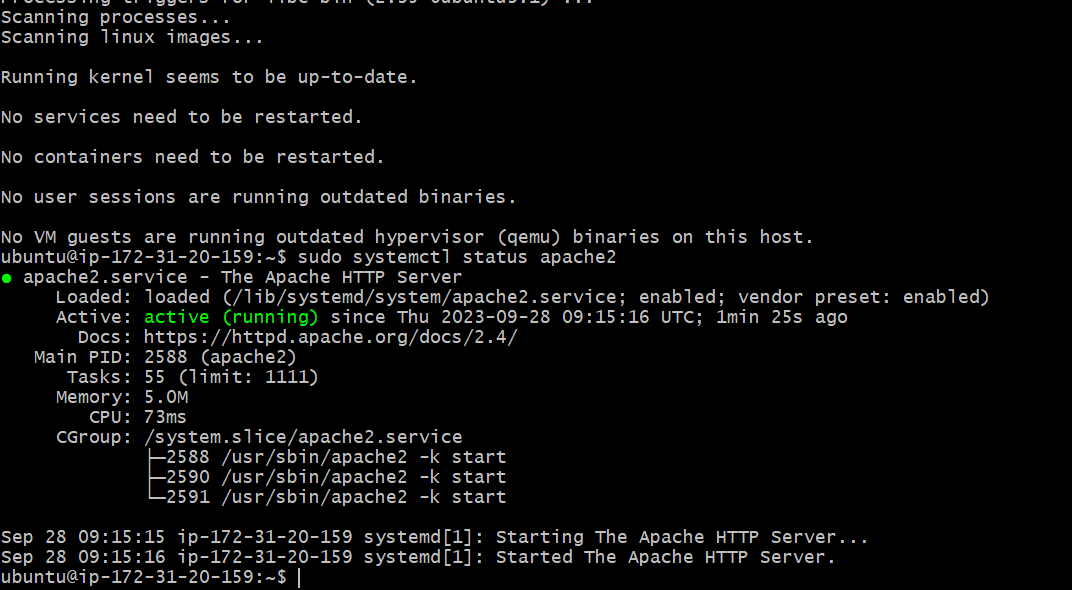 Scanning processes...
Scanning linux images...
Running kernel seems to be up-to-date.
No services need to be restarted.
No containers need to be restarted.
No user sessions are running outdated binaries.
No VM guests are running outdated hypervisor (qemu) binaries on this host.
ubuntu@ip-172-31-20-159:~$ sudo systemctl status apache2
● apache2.service - The Apache HTTP Server
Loaded: loaded (/lib/systemd/system/apache2.service; enabled; vendor preset: enabled)
Active: active (running) since Thu 2023-09-28 09:15:16 UTC; 1min 25s ago
Docs: https://httpd.apache.org/docs/2.4/
Main PID: 2588 (apache2)
Tasks: 55 (limit: 1111)
Memory: 5.0M
CPU: 73ms
CGroup: /system.slice/apache2.service
├─2588 /usr/sbin/apache2 -k start
├─2590 /usr/sbin/apache2 -k start
└─2591 /usr/sbin/apache2 -k start
Sep 28 09:15:15 ip-172-31-20-159 systemd[1]: Starting The Apache HTTP Server...
Sep 28 09:15:16 ip-172-31-20-159 systemd[1]: Started The Apache HTTP Server.
ubuntu@ip-172-31-20-159:~$